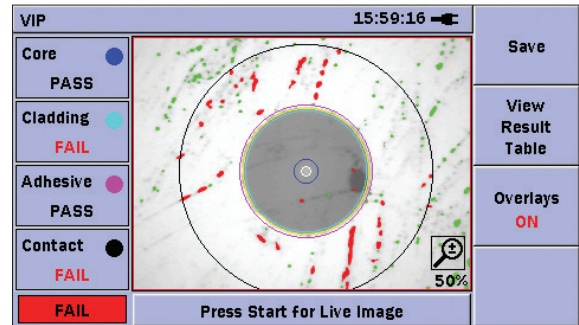 VIP 15:59:16
Core
PASS
Cladding
FAIL
Adhesive
PASS
Contact
FAIL
FAIL
Press Start for Live Image
50%
Save
View
Result
Table
Overlays
ON